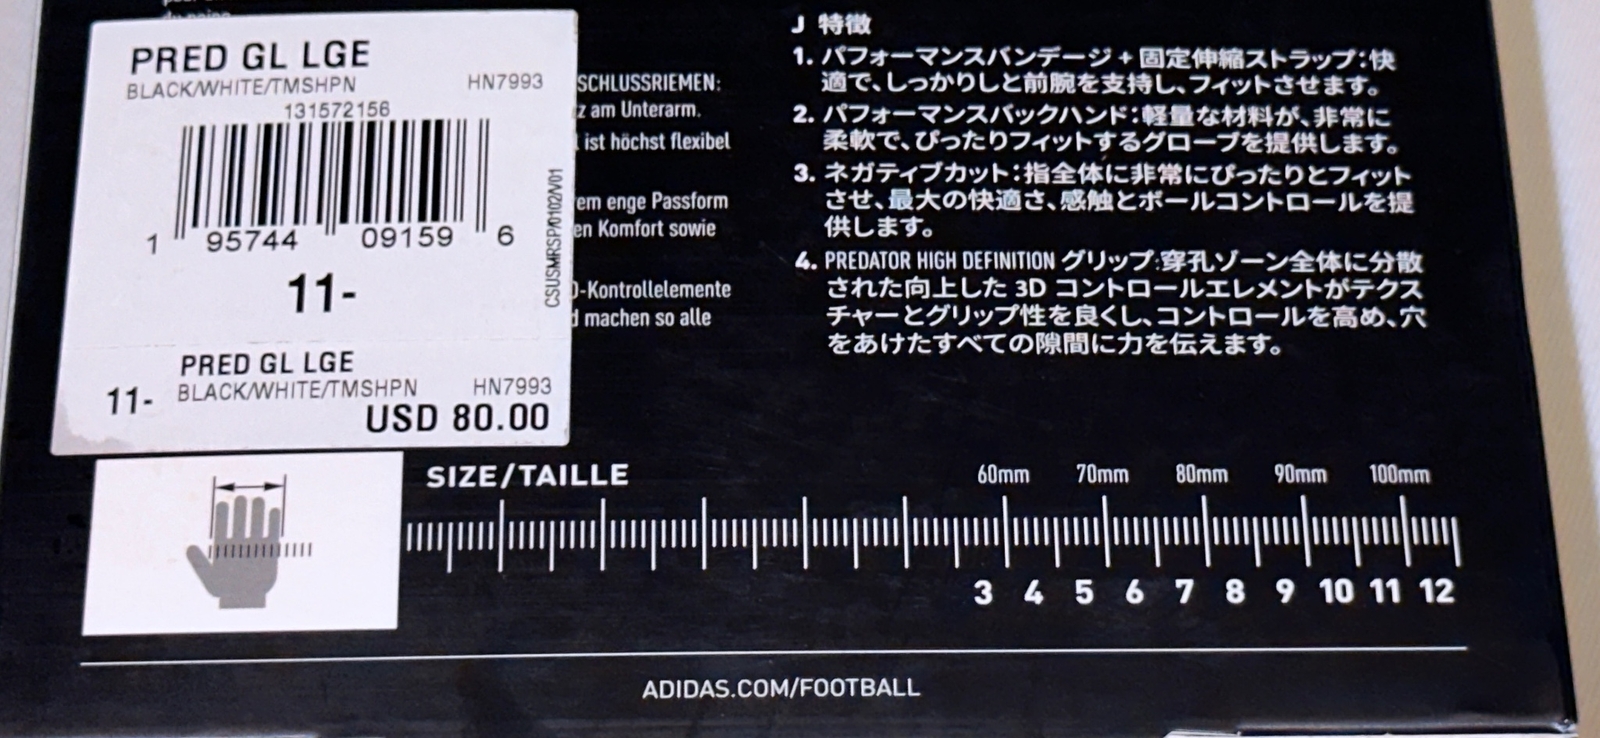 PRED GL LGE
BLACK/WHITE/TMSHPN HN7993
131572156
1 95744 09159 6
CSUSMRSP/0102/V01
11-
PRED GL LGE
11- BLACK/WHITE/TMSHPN HN7993
USD 80.00
SCHLUSSRIEMEN:
am Unterarm.
ist höchst flexibel
enge Passform
Komfort sowie
-Kontrollelemente
machen so alle
J 特徴
1. パフォーマンスバンデージ + 固定伸縮ストラップ:快
適で、しっかりしと前腕を支持し、フィットさせます。
2. パフォーマンスバックハンド:軽量な材料が、非常に
柔軟で、ぴったりフィットするグローブを提供します。
3. ネガティブカット:指全体に非常にぴったりとフィット
させ、最大の快適さ、感触とボールコントロールを提
供します。
4. PREDATOR HIGH DEFINITION グリップ:穿孔ゾーン全体に分散
された向上した 3D コントロールエレメントがテクス
チャーとグリップ性を良くし、コントロールを高め、穴
をあけたすべての隙間に力を伝えます。
SIZE/TAILLE
60mm 70mm 80mm 90mm 100mm
3 4 5 6 7 8 9 10 11 12
ADIDAS.COM/FOOTBALL